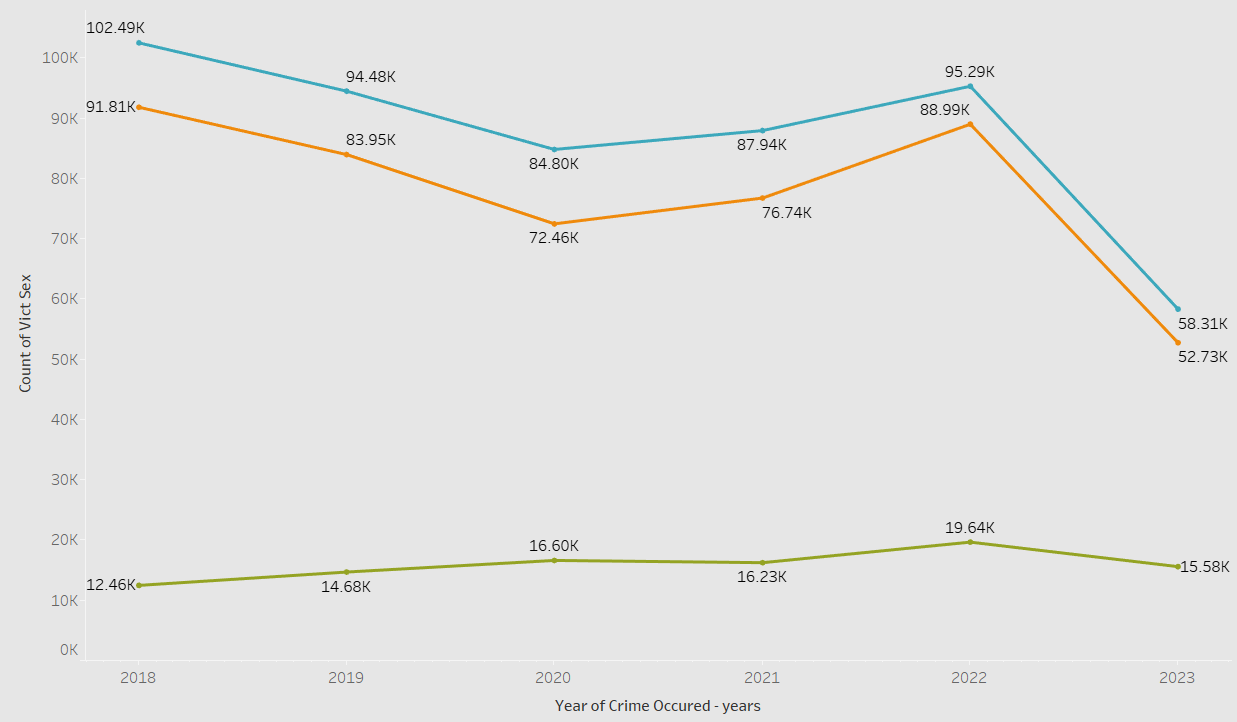 102.49K
100K
94.48K
95.29K
91.81K
88.99K
90K
83.95K
87.94K
84.80K
80K
76.74K
72.46K
70K
Count of Vict Sex
60K
58.31K
52.73K
50K
40K
30K
20K
19.64K
16.60K
16.23K
15.58K
14.68K
12.46K
10K
0K
2018 2019 2020 2021 2022 2023
Year of Crime Occured - years